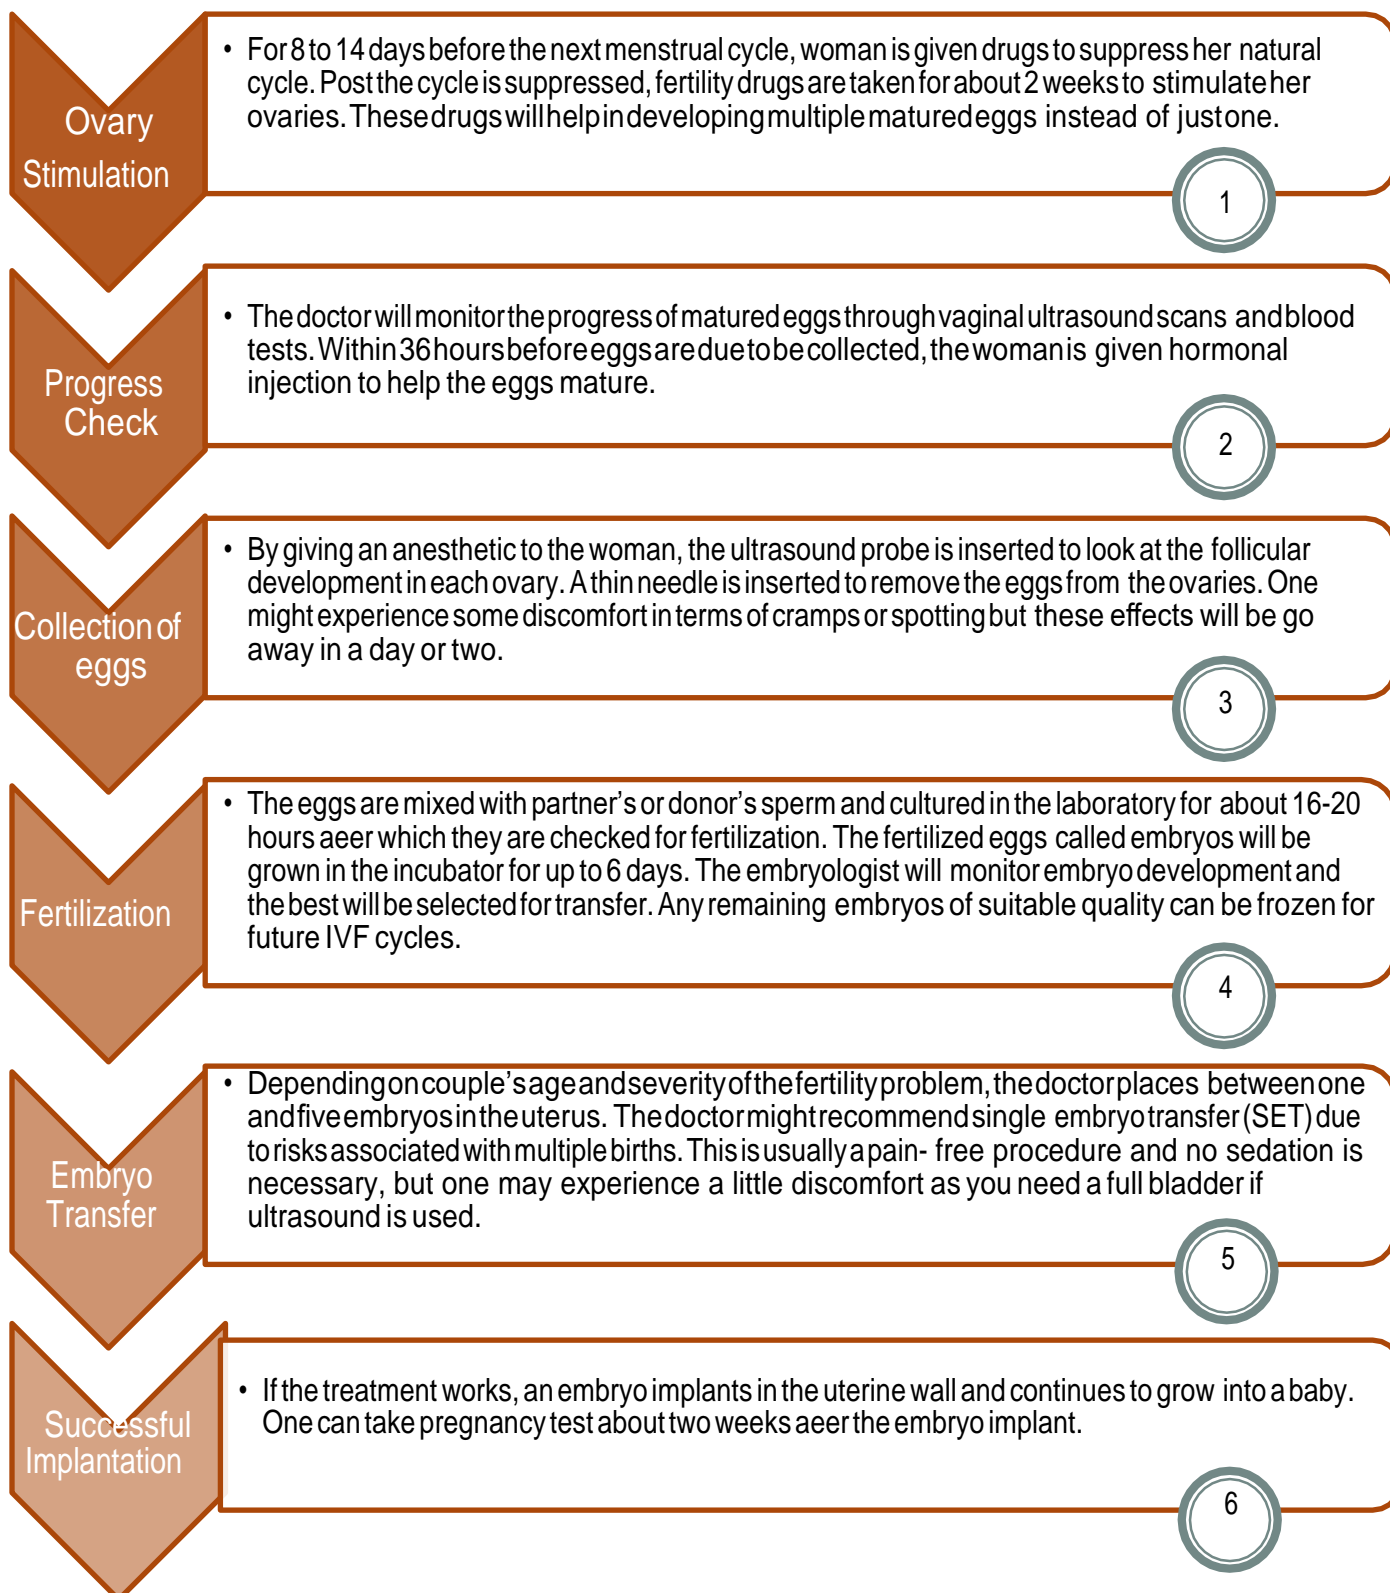 Ovary
Stimulation
• For 8 to 14 days before the next menstrual cycle, woman is given drugs to suppress her natural
cycle. Post the cycle is suppressed, fertility drugs are taken for about 2 weeks to stimulate her
ovaries. These drugs will help in developing multiple matured eggs instead of just one.
1
Progress
Check
• The doctor will monitor the progress of matured eggs through vaginal ultrasound scans and blood
tests. Within 36 hours before eggs are due to be collected, the woman is given hormonal
injection to help the eggs mature.
2
Collection of
eggs
• By giving an anesthetic to the woman, the ultrasound probe is inserted to look at the follicular
development in each ovary. A thin needle is inserted to remove the eggs from the ovaries. One
might experience some discomfort in terms of cramps or spotting but these effects will be go
away in a day or two.
3
Fertilization
• The eggs are mixed with partner's or donor's sperm and cultured in the laboratory for about 16-20
hours aeer which they are checked for fertilization. The fertilized eggs called embryos will be
grown in the incubator for up to 6 days. The embryologist will monitor embryo development and
the best will be selected for transfer. Any remaining embryos of suitable quality can be frozen for
future IVF cycles.
4
Embryo
Transfer
• Depending on couple's age and severity of the fertility problem, the doctor places between one
and five embryos in the uterus. The doctor might recommend single embryo transfer (SET) due
to risks associated with multiple births. This is usually a pain- free procedure and no sedation is
necessary, but one may experience a little discomfort as you need a full bladder if
ultrasound is used.
5
Successful
Implantation
• If the treatment works, an embryo implants in the uterine wall and continues to grow into a baby.
One can take pregnancy test about two weeks aeer the embryo implant.
6